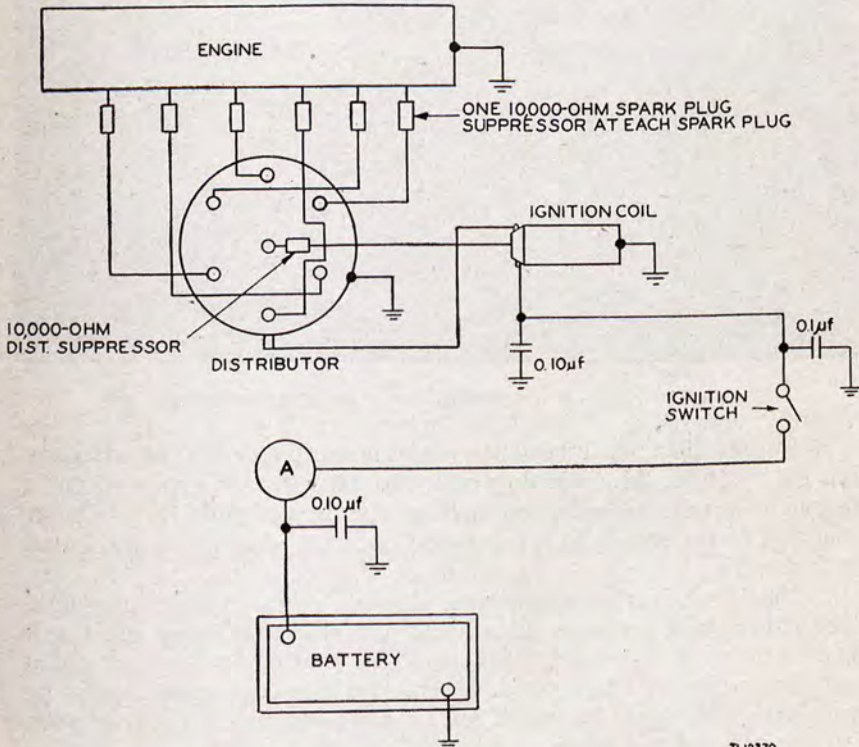 ENGINE
ONE 10,000-OHM SPARK PLUG
SUPPRESSOR AT EACH SPARK PLUG
IGNITION COIL
10,000-OHM
DIST. SUPPRESSOR
DISTRIBUTOR
0.10µf
0.1µf
IGNITION
SWITCH
A
0.10µf
BATTERY